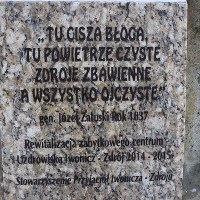 „TU CISZA BŁOGA,
TU POWIETRZE CZYSTE
ZDROJE ZBAWIENNE
A WSZYSTKO OJCZYSTE”
gen. Józef Załuski Rok 1837
Rewitalizacja zabytkowego centrum
Uzdrowiska Iwonicz - Zdrój 2014 - 2015
Stowarzyszenie Przyjaciół Iwonicza - Zdroju